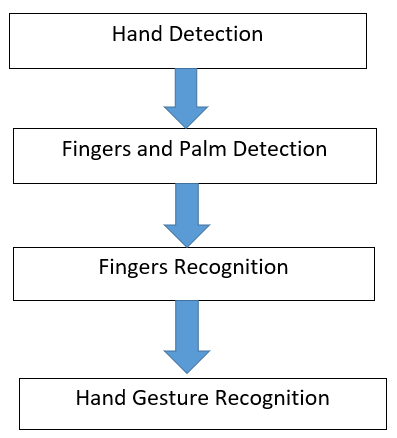 Hand Detection
Fingers and Palm Detection
Fingers Recognition
Hand Gesture Recognition